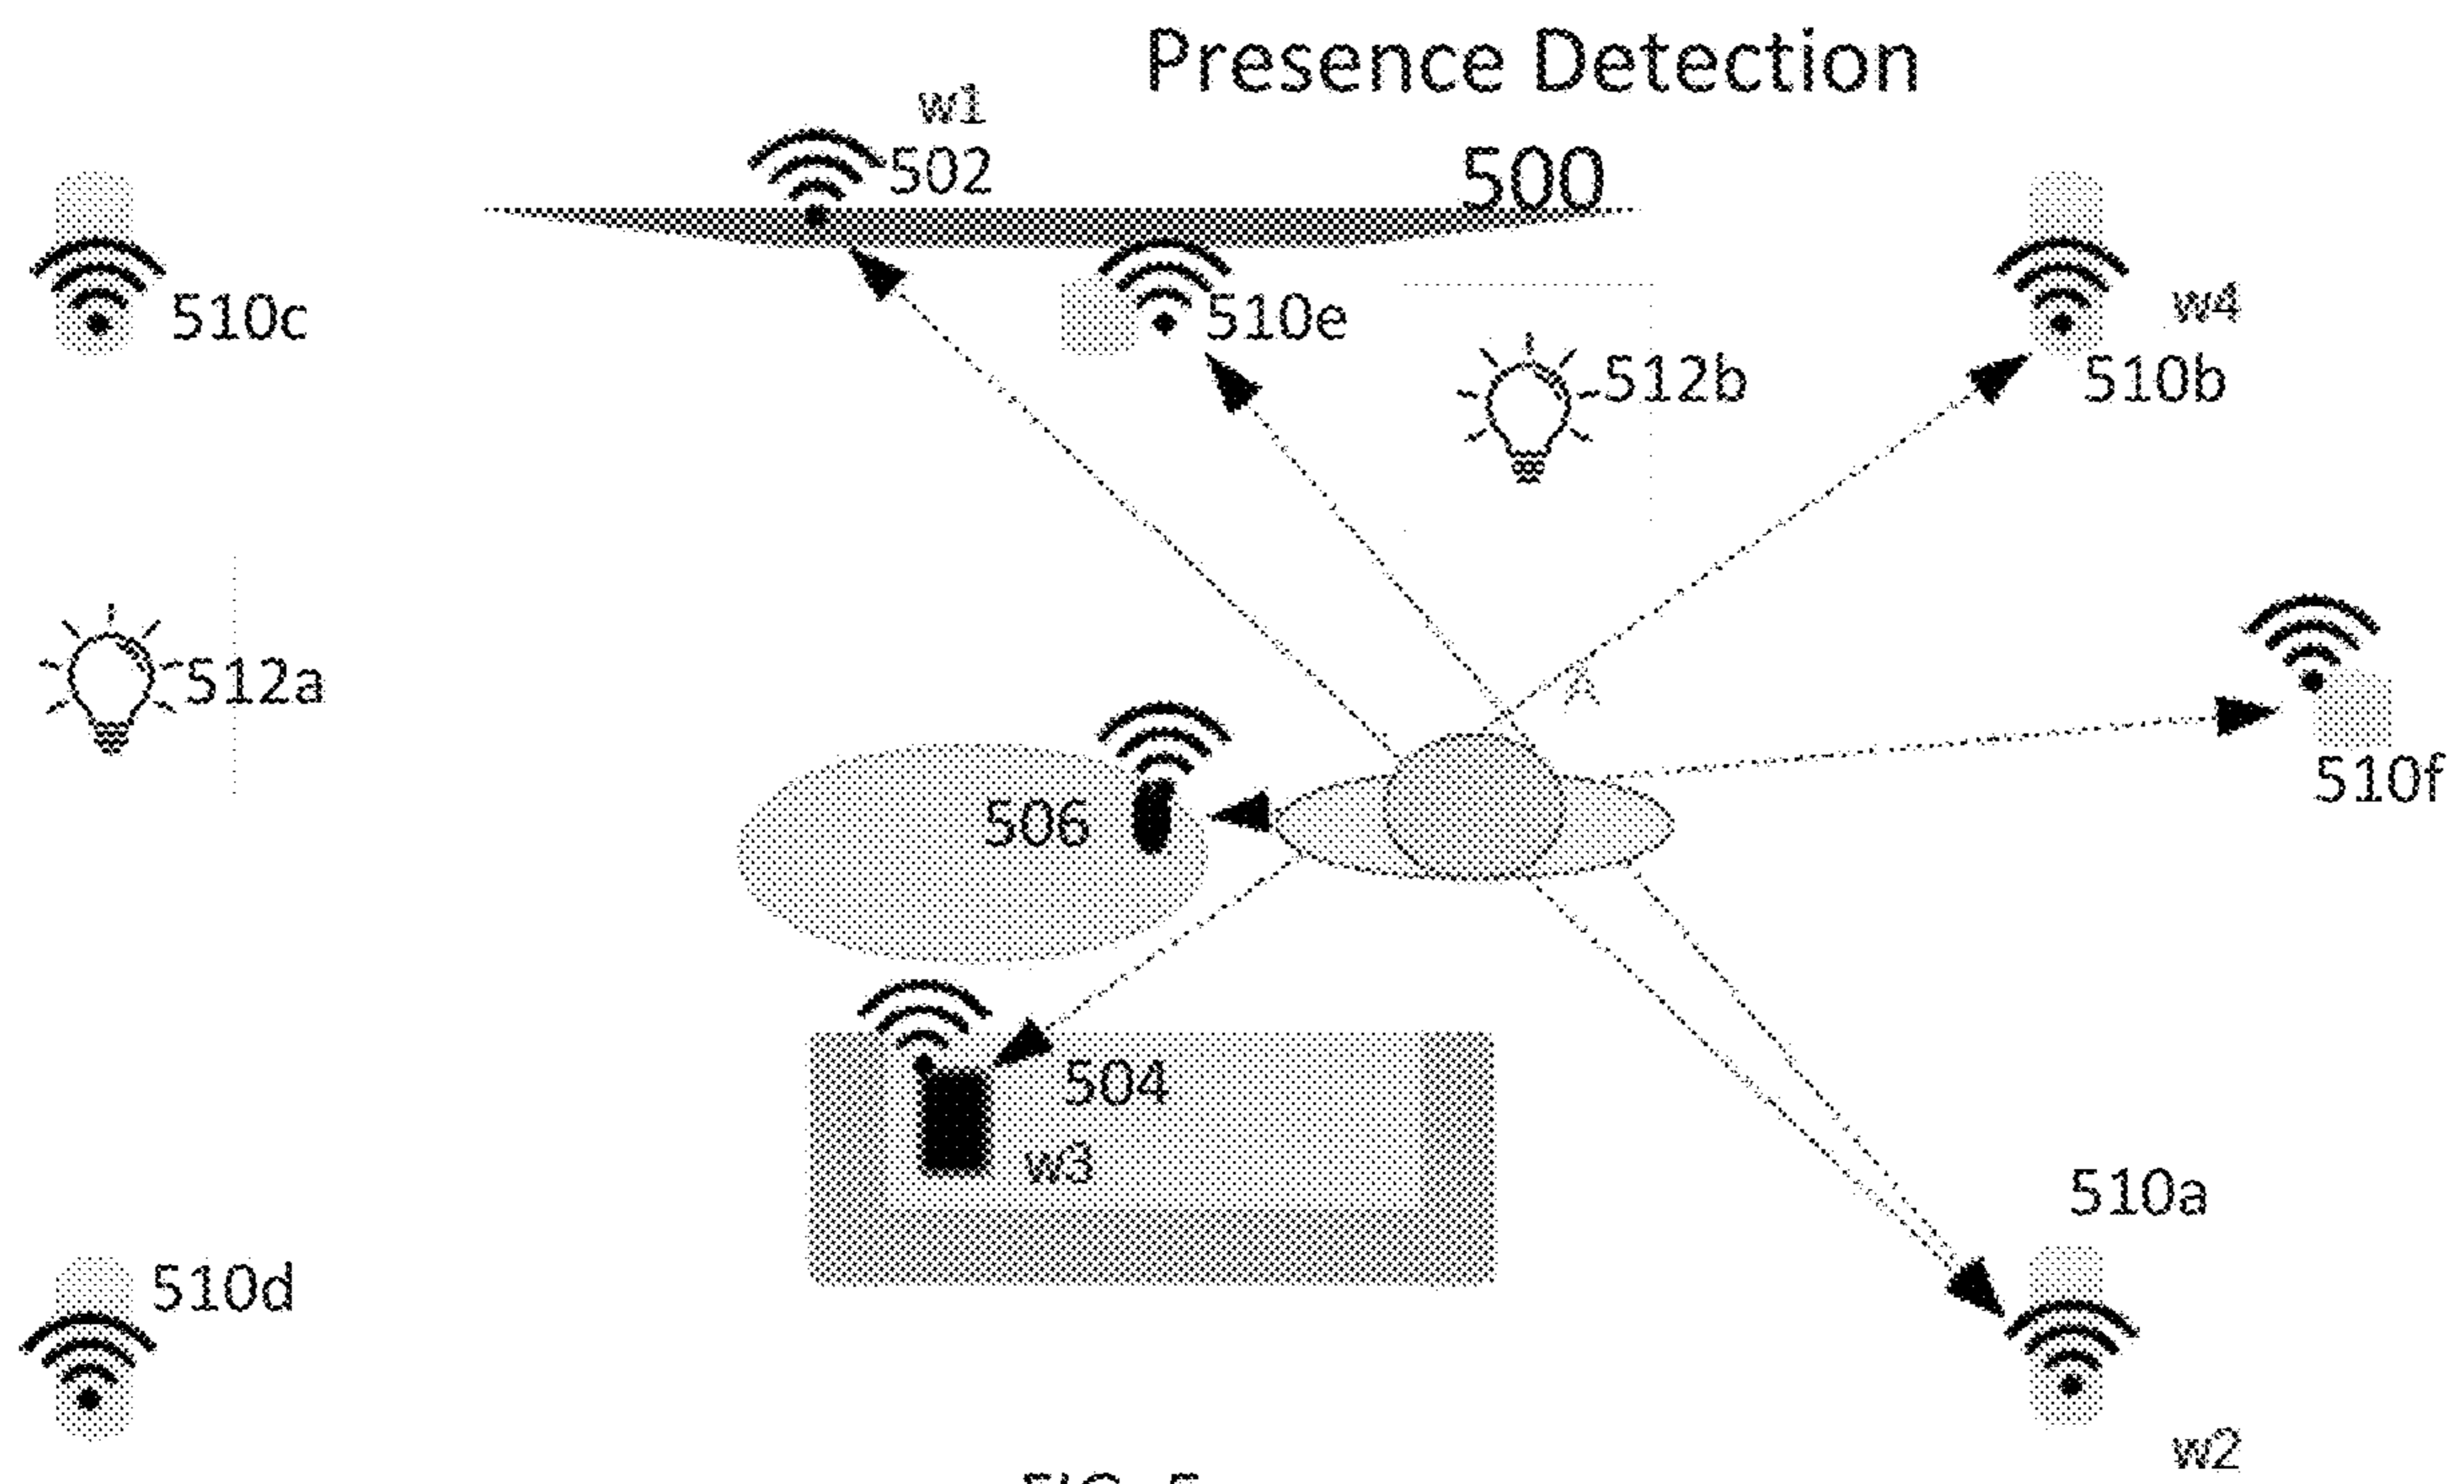 Presence Detection
w1
502
500
510c
510e
w4
512b
510b
512a
A
506
510f
504
w3
510a
510d
w2